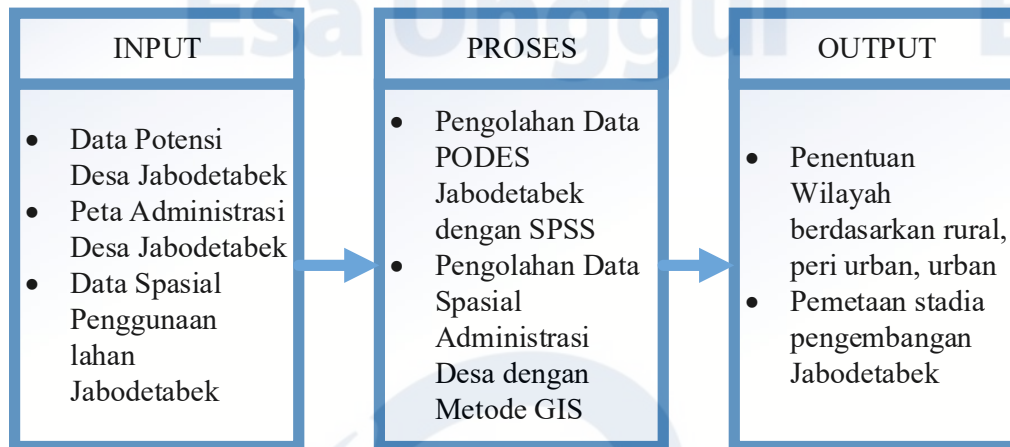 Esa Unggul
INPUT
• Data Potensi
Desa Jabodetabek
• Peta Administrasi
Desa Jabodetabek
• Data Spasial
Penggunaan
lahan
Jabodetabek
PROSES
• Pengolahan Data
PODES
Jabodetabek
dengan SPSS
• Pengolahan Data
Spasial
Administrasi
Desa dengan
Metode GIS
OUTPUT
• Penentuan
Wilayah
berdasarkan rural,
peri urban, urban
• Pemetaan stadia
pengembangan
Jabodetabek